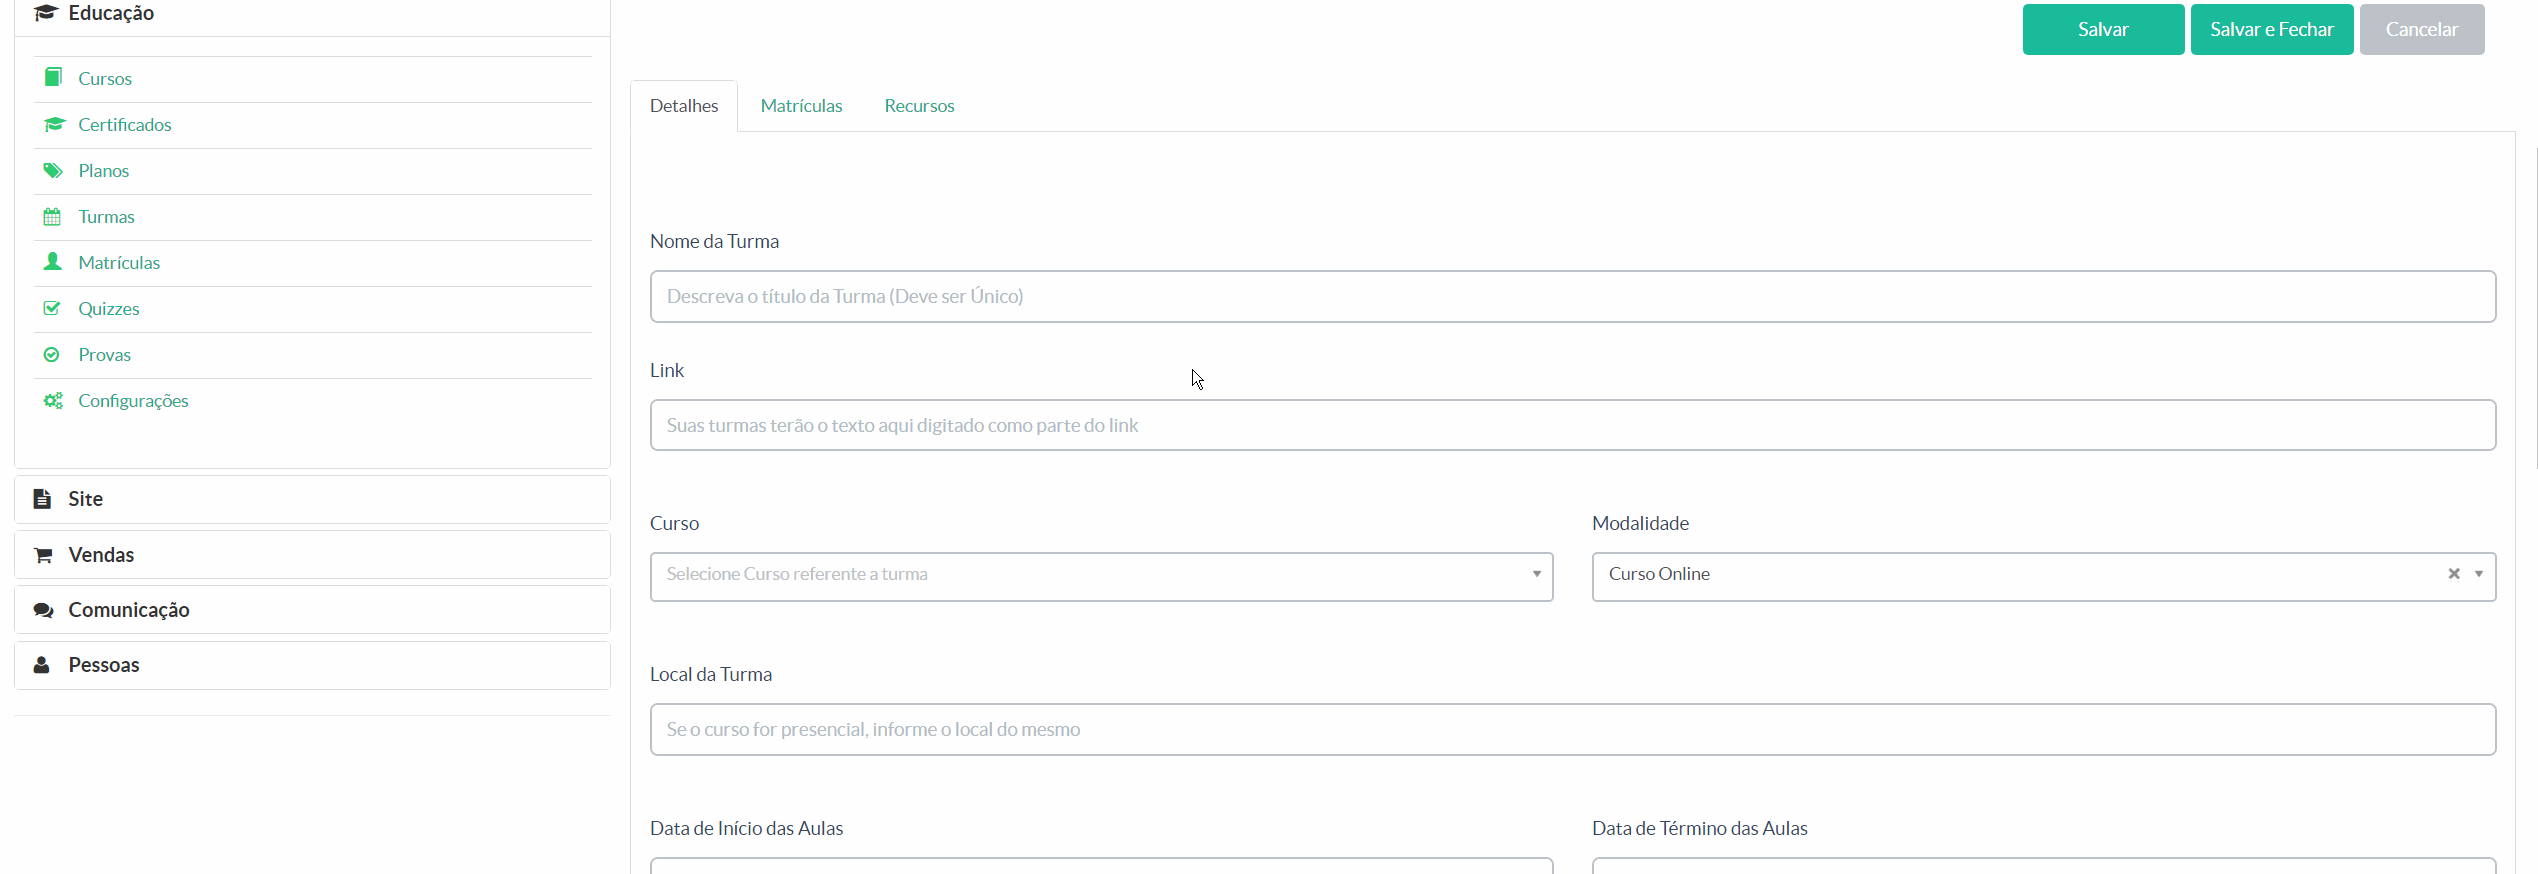 Educação
Cursos
Certificados
Planos
Turmas
Matrículas
Quizzes
Provas
Configurações
Site
Vendas
Comunicação
Pessoas
Salvar
Salvar e Fechar
Cancelar
Detalhes
Matrículas
Recursos
Nome da Turma
Descreva o título da Turma (Deve ser Único)
Link
Suas turmas terão o texto aqui digitado como parte do link
Curso
Selecione Curso referente a turma
Modalidade
Curso Online
Local da Turma
Se o curso for presencial, informe o local do mesmo
Data de Início das Aulas
Data de Término das Aulas